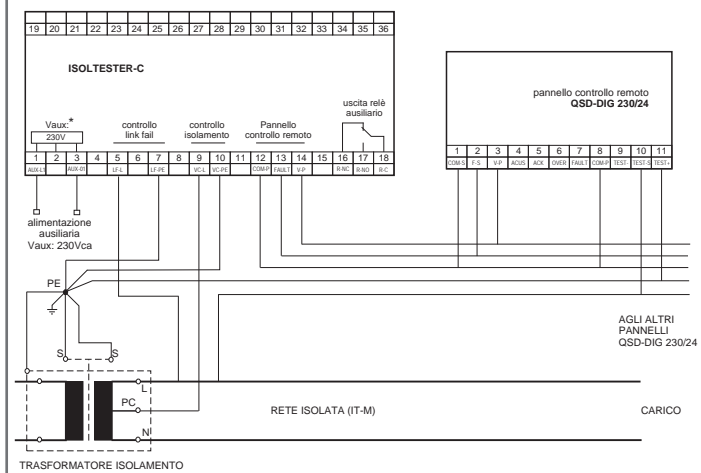 19 20 21 22 23 24 25 26 27 28 29 30 31 32 33 34 35 36
ISOLTESTER-C
Vaux:*
230V
controllo
link fail
controllo
isolamento
Pannello
controllo remoto
uscita relè
ausiliario
1 2 3 4 5 6 7 8 9 10 11 12 13 14 15 16 17 18
AUX-L1 AUX-01 LF-L LF-PE VC-L VC-PE COM-P FAULT V-P R-NC R-NO R-C
alimentazione
ausiliaria
Vaux: 230Vca
pannello controllo remoto
QSD-DIG 230/24
1 2 3 4 5 6 7 8 9 10 11
COM-S F-S V-P ACUS ACK OVER FAULT COM-P TEST- TEST-S TEST+
PE
S S
AGLI ALTRI
PANNELLI
QSD-DIG 230/24
L
PC
N
RETE ISOLATA (IT-M)
CARICO
TRASFORMATORE ISOLAMENTO